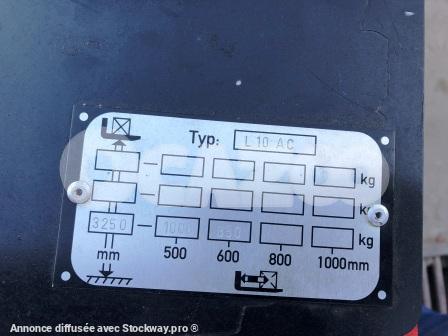 Typ: L 10 AC
kg
kg
3250 1000 kg
mm 500 600 800 1000mm
Annonce diffusée avec Stockway.pro ®